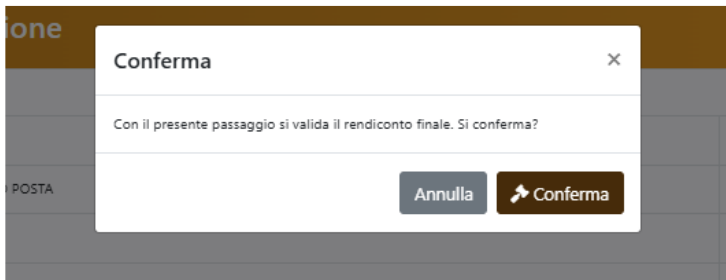 ione
Conferma ×
Con il presente passaggio si valida il rendiconto finale. Si conferma?
POSTA
Annulla Conferma